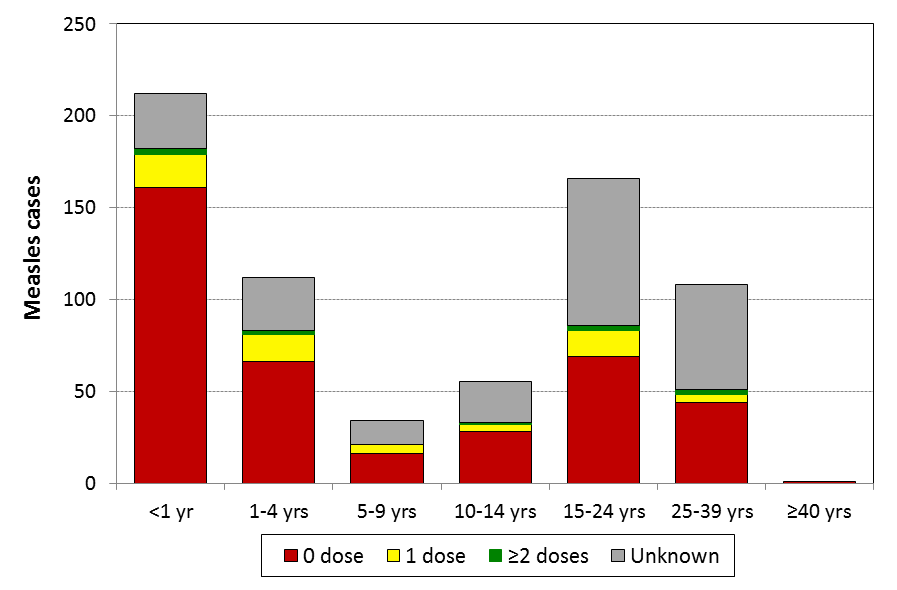 250
200
150
100
50
0
Measles cases
<1 yr 1-4 yrs 5-9 yrs 10-14 yrs 15-24 yrs 25-39 yrs ≥40 yrs
0 dose 1 dose ≥2 doses Unknown